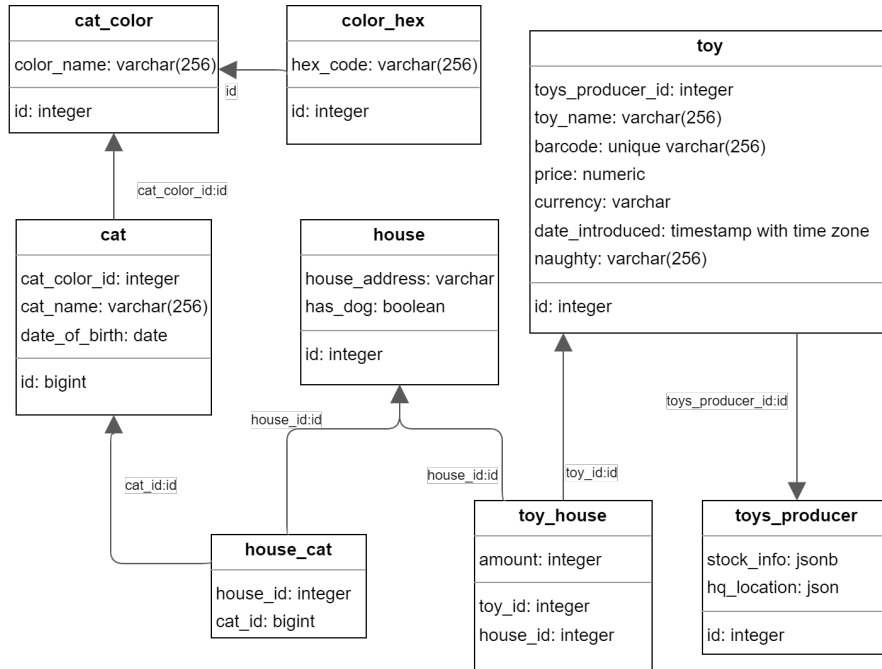 cat_color
color_name: varchar(256)
id: integer
color_hex
hex_code: varchar(256)
id: integer
id
toy
toys_producer_id: integer
toy_name: varchar(256)
barcode: unique varchar(256)
price: numeric
currency: varchar
date_introduced: timestamp with time zone
naughty: varchar(256)
id: integer
cat_color_id:id
cat
cat_color_id: integer
cat_name: varchar(256)
date_of_birth: date
id: bigint
house
house_address: varchar
has_dog: boolean
id: integer
toys_producer_id:id
house_id:id
cat_id:id
house_id:id
toy_id:id
house_cat
house_id: integer
cat_id: bigint
toy_house
amount: integer
toy_id: integer
house_id: integer
toys_producer
stock_info: jsonb
hq_location: json
id: integer